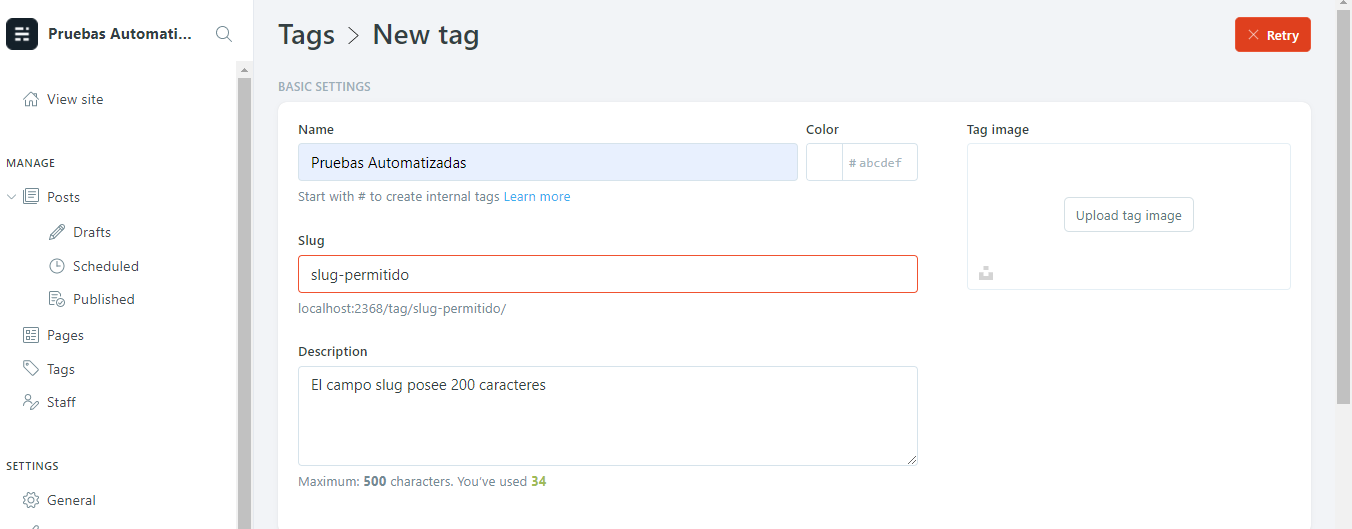 Pruebas Automati...
View site
MANAGE
Posts
Drafts
Scheduled
Published
Pages
Tags
Staff
SETTINGS
General
Tags > New tag
Retry
BASIC SETTINGS
Name
Pruebas Automatizadas
Start with # to create internal tags Learn more
Color
# abcdef
Slug
slug-permitido
localhost:2368/tag/slug-permitido/
Description
El campo slug posee 200 caracteres
Maximum: 500 characters. You've used 34
Tag image
Upload tag image